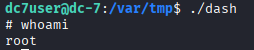 dc7user@dc-7:/var/tmp$ ./dash
# whoami
root